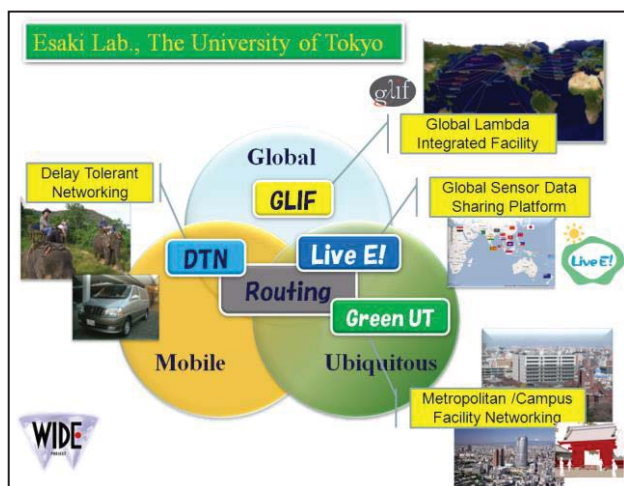 Esaki Lab., The University of Tokyo
glif
Global Lambda
Integrated Facility
Global
Delay Tolerant
Networking
GLIF
Global Sensor Data
Sharing Platform
DTN
Live E!
Live E!
Routing
Green UT
Mobile
Ubiquitous
Metropolitan /Campus
Facility Networking
WIDE
PROJECT